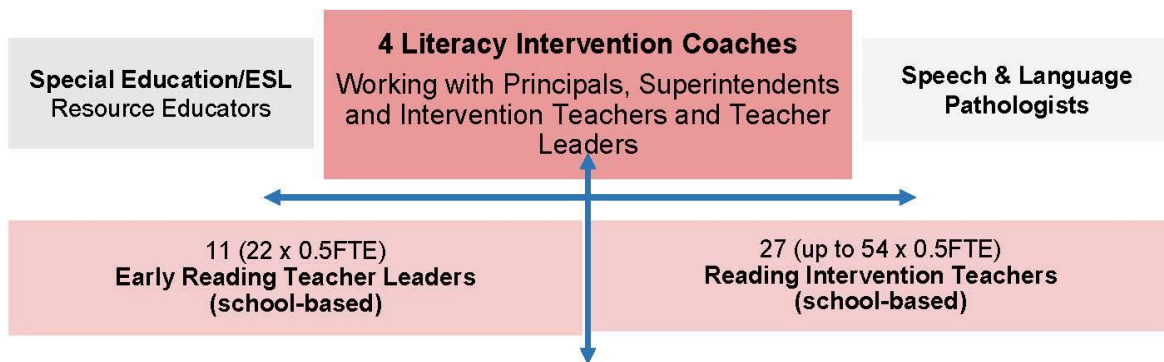 Special Education/ESL
Resource Educators
4 Literacy Intervention Coaches
Working with Principals, Superintendents
and Intervention Teachers and Teacher
Leaders
Speech & Language
Pathologists
11 (22 x 0.5FTE)
Early Reading Teacher Leaders
(school-based)
27 (up to 54 x 0.5FTE)
Reading Intervention Teachers
(school-based)